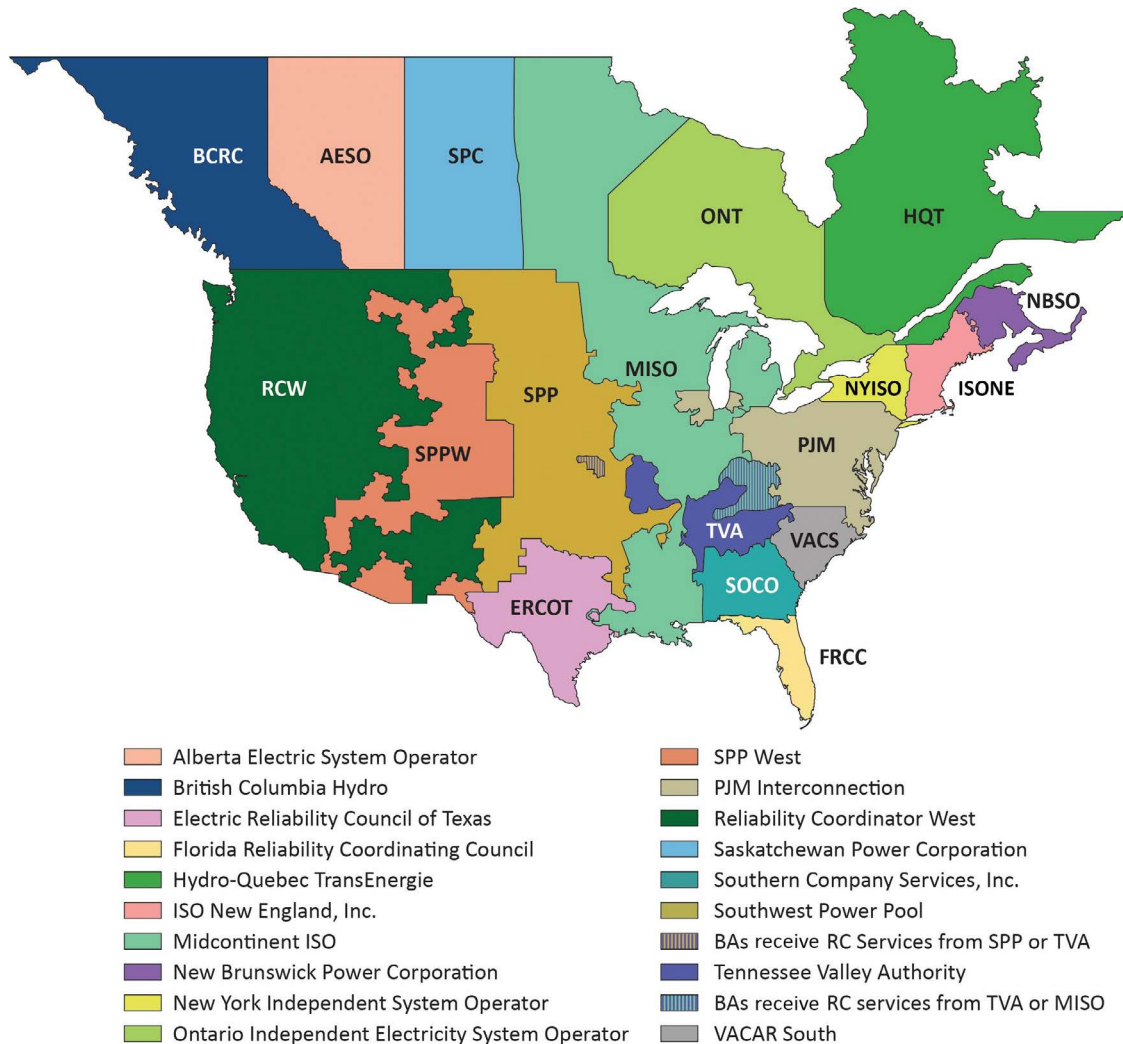 BCRC
AESO
SPC
ONT
HQT
NBSO
RCW
MISO
NYISO
ISONE
SPP
SPPW
PJM
TVA
VACS
SOCO
ERCOT
FRCC
Alberta Electric System Operator
British Columbia Hydro
Electric Reliability Council of Texas
Florida Reliability Coordinating Council
Hydro-Quebec TransEnergie
ISO New England, Inc.
Midcontinent ISO
New Brunswick Power Corporation
New York Independent System Operator
Ontario Independent Electricity System Operator
SPP West
PJM Interconnection
Reliability Coordinator West
Saskatchewan Power Corporation
Southern Company Services, Inc.
Southwest Power Pool
BAs receive RC Services from SPP or TVA
Tennessee Valley Authority
BAs receive RC services from TVA or MISO
VACAR South